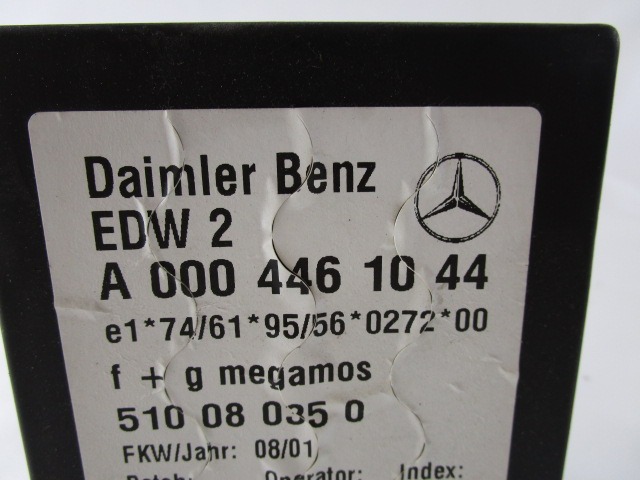 Daimler Benz
EDW 2
A 000 446 10 44
e1*74/61*95/56*0272*00
f + g megamos
510 08 035 0
FKW/Jahr: 08/01
Batch: Operator: Index: